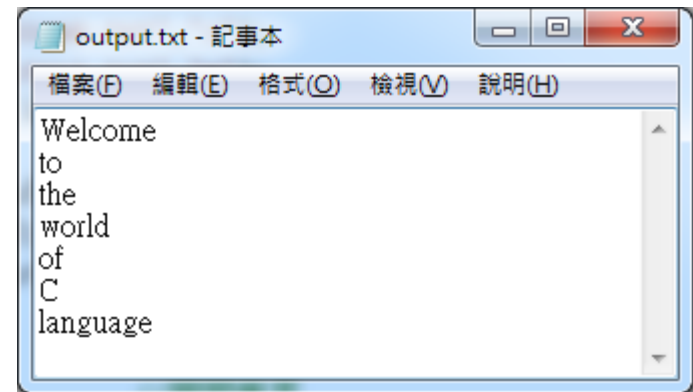 output.txt - 記事本
檔案(F) 編輯(E) 格式(O) 檢視(V) 說明(H)
Welcome
to
the
world
of
C
language